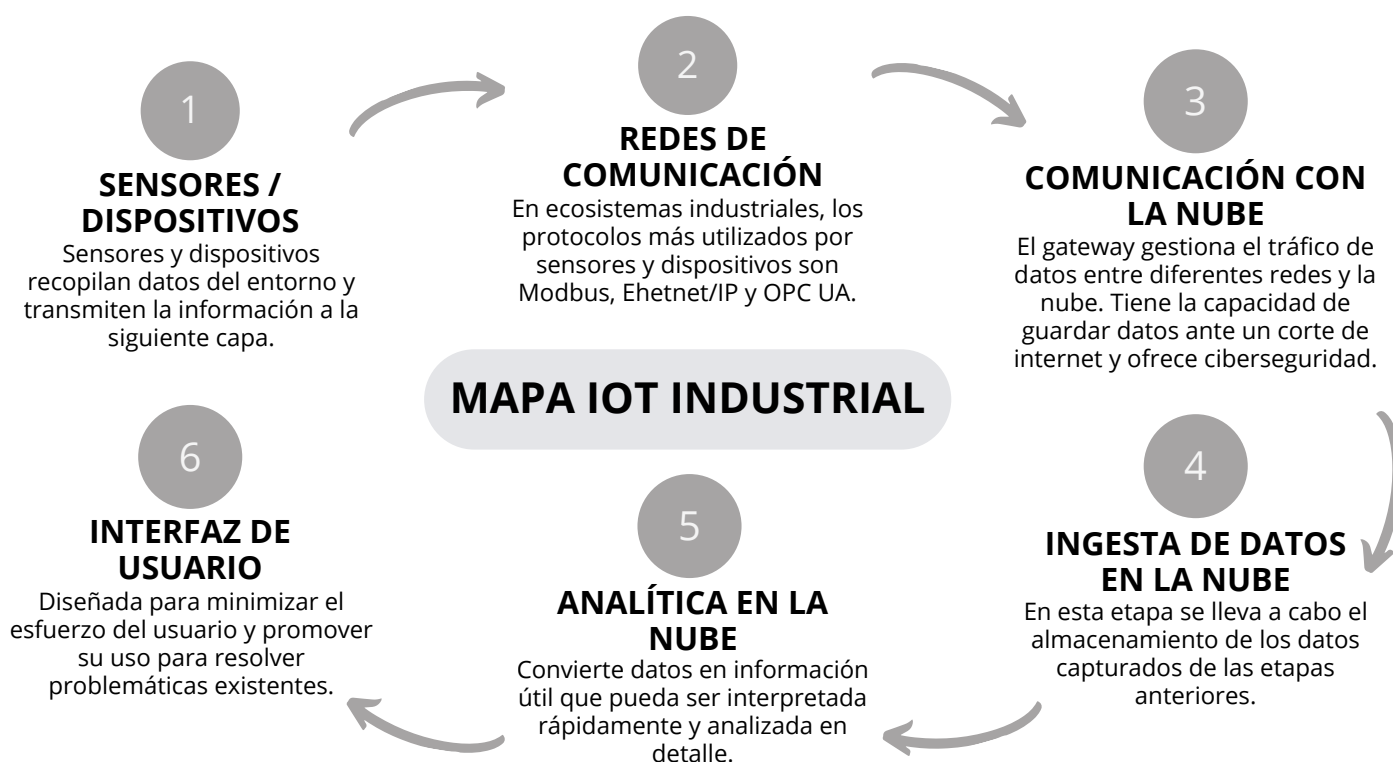 1
SENSORES /
DISPOSITIVOS
Sensores y dispositivos
recopilan datos del entorno y
transmiten la información a la
siguiente capa.
2
REDES DE
COMUNICACIÓN
En ecosistemas industriales, los
protocolos más utilizados por
sensores y dispositivos son
Modbus, Ehetnet/IP y OPC UA.
3
COMUNICACIÓN CON
LA NUBE
El gateway gestiona el tráfico de
datos entre diferentes redes y la
nube. Tiene la capacidad de
guardar datos ante un corte de
internet y ofrece ciberseguridad.
MAPA IOT INDUSTRIAL
4
INGESTA DE DATOS
EN LA NUBE
En esta etapa se lleva a cabo el
almacenamiento de los datos
capturados de las etapas
anteriores.
5
ANALÍTICA EN LA
NUBE
Convierte datos en información
útil que pueda ser interpretada
rápidamente y analizada en
detalle.
6
INTERFAZ DE
USUARIO
Diseñada para minimizar el
esfuerzo del usuario y promover
su uso para resolver
problemáticas existentes.